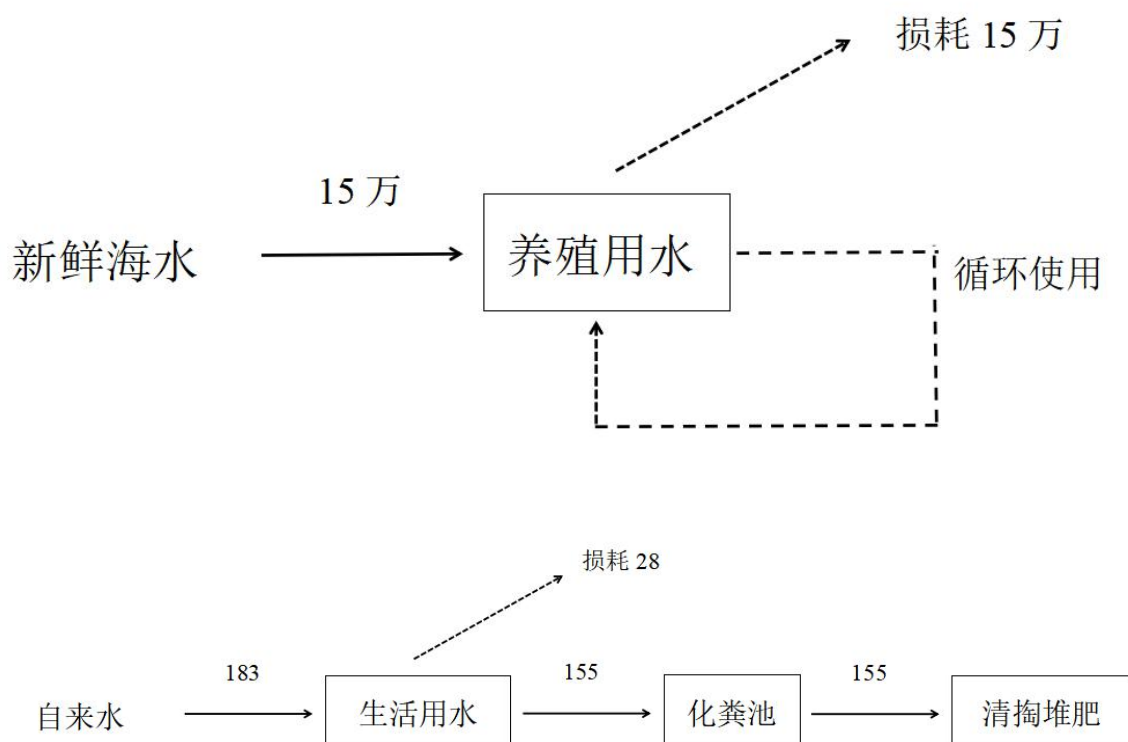 损耗 15 万
15 万
新鲜海水
养殖用水
循环使用
损耗 28
183
155
155
自来水
生活用水
化粪池
清掏堆肥